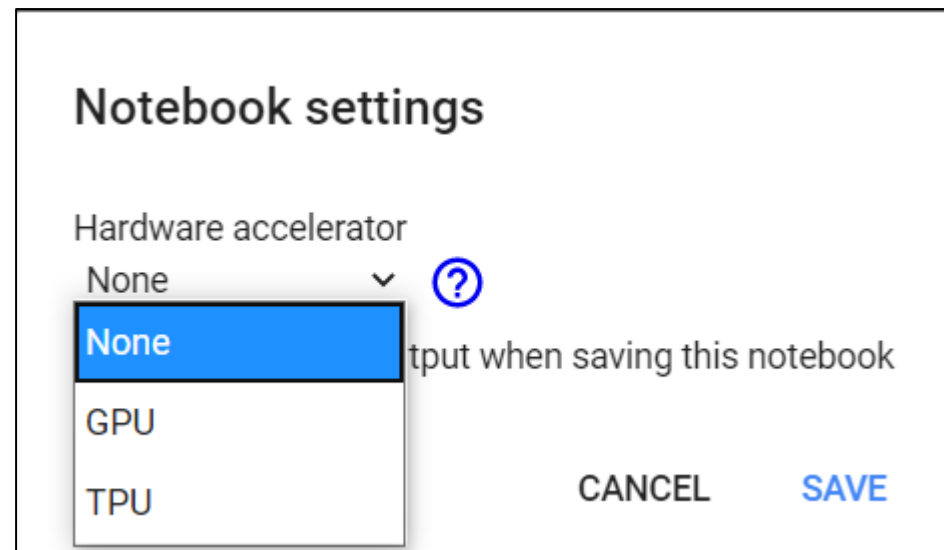 Notebook settings
Hardware accelerator
None
None
tput when saving this notebook
GPU
TPU
CANCEL SAVE